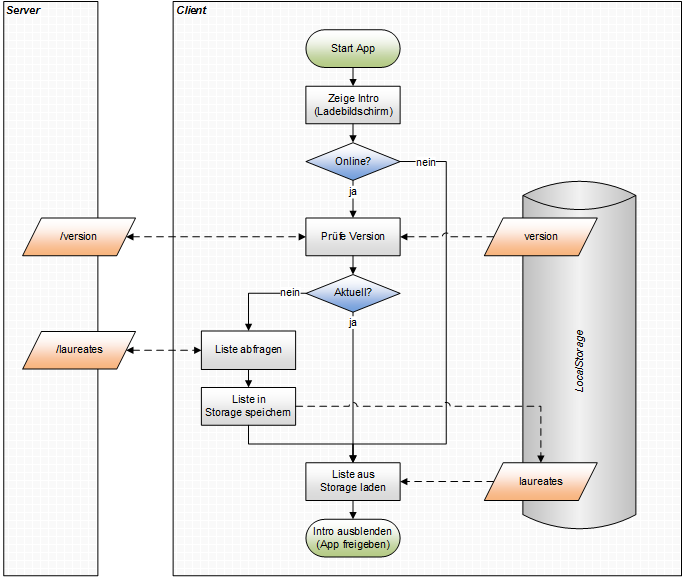 Server
Client
Start App
Zeige Intro
(Ladebildschirm)
Online?
nein
ja
/version
Prüfe Version
version
Aktuell?
nein
ja
/laureates
Liste abfragen
LocalStorage
Liste in
Storage speichern
Liste aus
Storage laden
laureates
Intro ausblenden
(App freigeben)